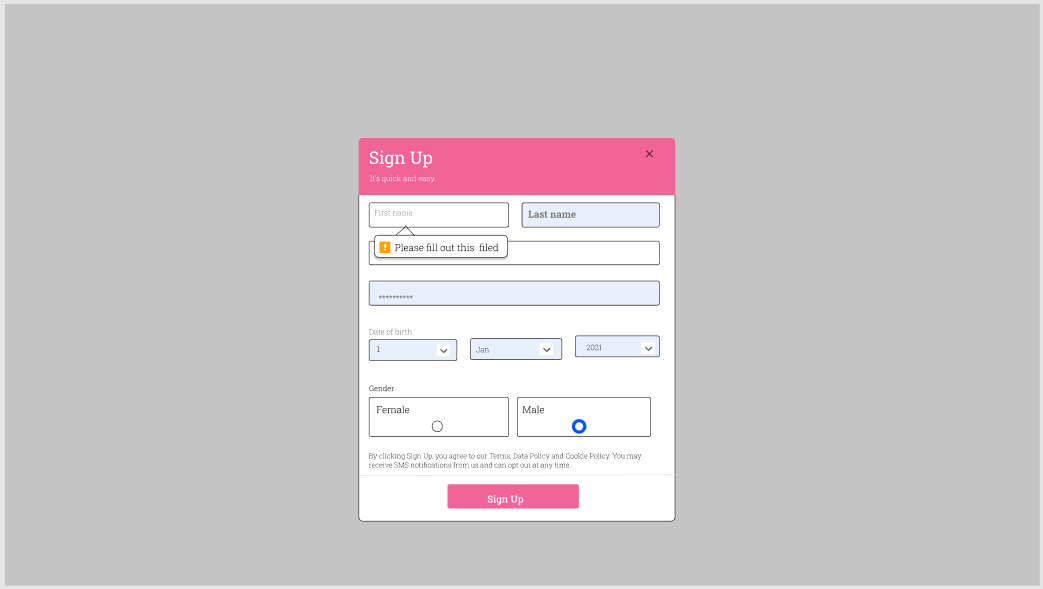 Sign Up
It's quick and easy.
First name
Last name
Please fill out this filed
**********
Date of birth
1
Jan
2021
Gender
Female
Male
By clicking Sign Up, you agree to our Terms, Data Policy and Cookie Policy. You may
receive SMS notifications from us and can opt out at any time.
Sign Up